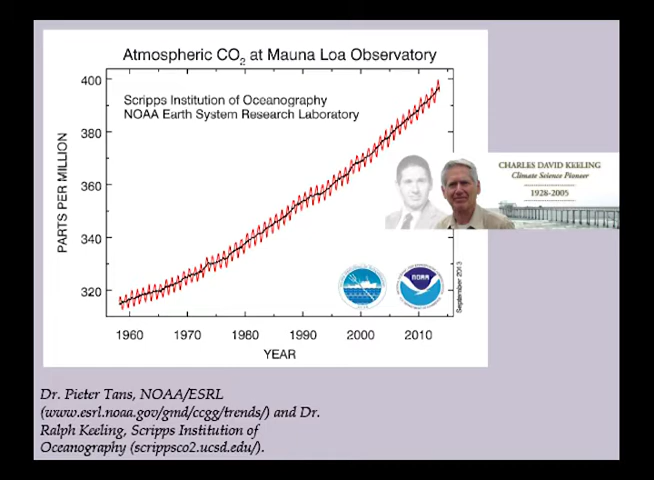 Atmospheric CO2 at Mauna Loa Observatory
Scripps Institution of Oceanography
NOAA Earth System Research Laboratory
PARTS PER MILLION
400
380
360
340
320
1960 1970 1980 1990 2000 2010
YEAR
September 2013
NOAA
CHARLES DAVID KEELING
Climate Science Pioneer
1928-2005
Dr. Pieter Tans, NOAA/ESRL
(www.esrl.noaa.gov/gmd/ccgg/trends/) and Dr.
Ralph Keeling, Scripps Institution of
Oceanography (scrippsco2.ucsd.edu/).